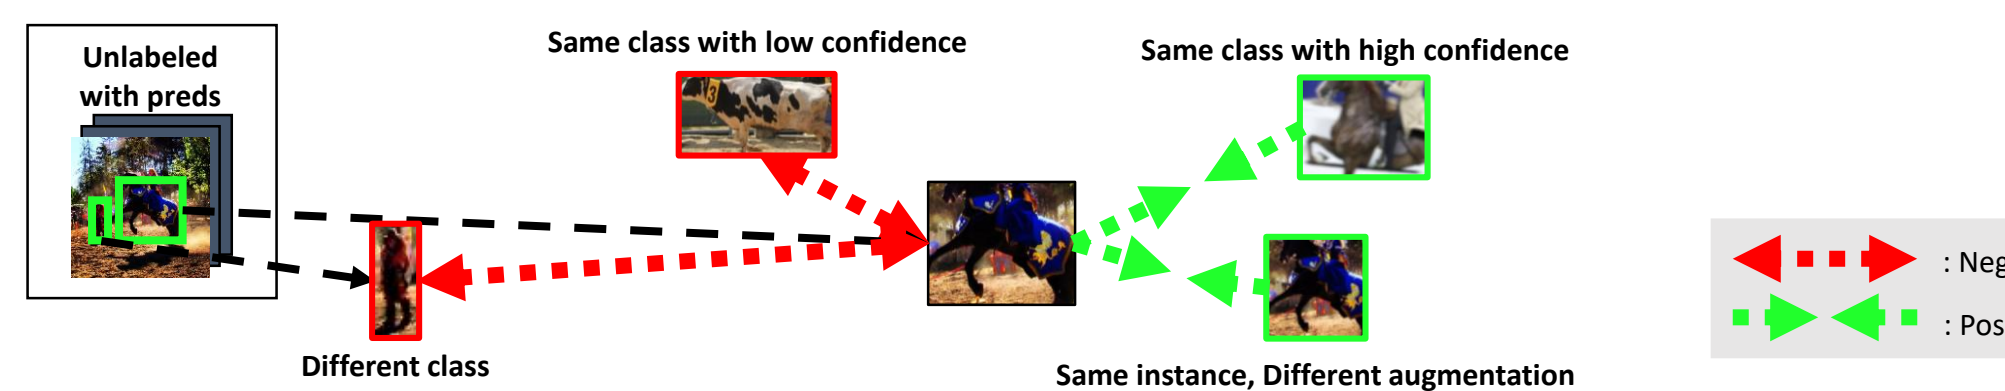 Unlabeled
with preds
Same class with low confidence
Same class with high confidence
3
Different class
Same instance, Different augmentation
: Neg
: Pos